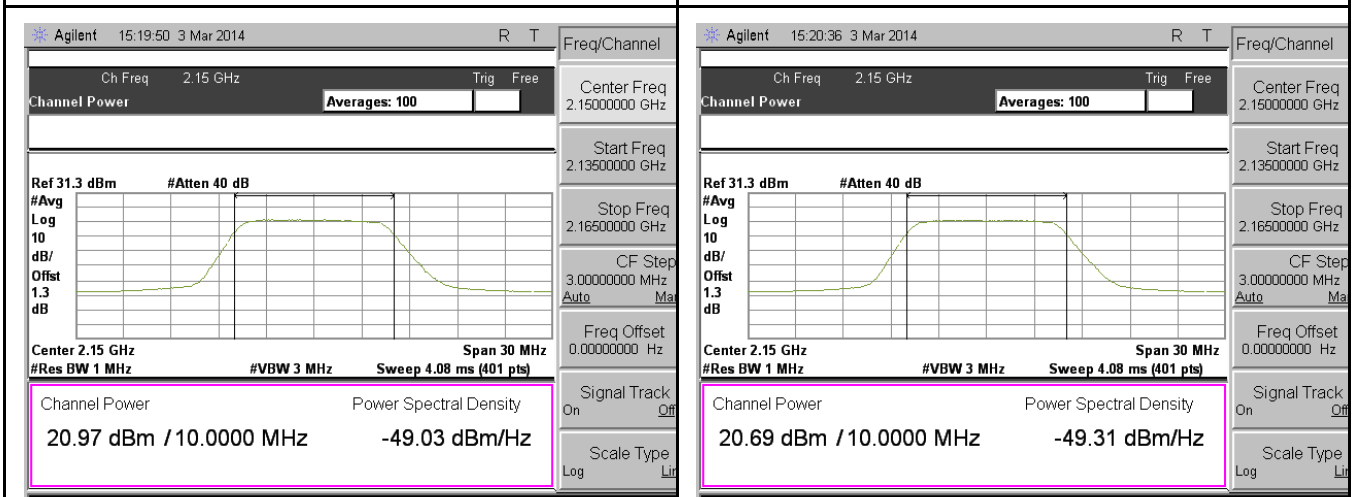 Agilent 15:19:50 3 Mar 2014 R T
Freq/Channel
Ch Freq 2.15 GHz Trig Free
Channel Power Averages: 100
Center Freq
2.15000000 GHz
Start Freq
2.13500000 GHz
Ref 31.3 dBm #Atten 40 dB
#Avg
Log
10
dB/
Offst
1.3
dB
Stop Freq
2.16500000 GHz
CF Step
3.00000000 MHz
Auto Mar
Freq Offset
0.00000000 Hz
Center 2.15 GHz Span 30 MHz
#Res BW 1 MHz #VBW 3 MHz Sweep 4.08 ms (401 pts)
Signal Track
On Off
Channel Power Power Spectral Density
20.97 dBm / 10.0000 MHz -49.03 dBm/Hz
Scale Type
Log Lin
Agilent 15:20:36 3 Mar 2014 R T
Freq/Channel
Ch Freq 2.15 GHz Trig Free
Channel Power Averages: 100
Center Freq
2.15000000 GHz
Start Freq
2.13500000 GHz
Ref 31.3 dBm #Atten 40 dB
#Avg
Log
10
dB/
Offst
1.3
dB
Stop Freq
2.16500000 GHz
CF Step
3.00000000 MHz
Auto Ma
Freq Offset
0.00000000 Hz
Center 2.15 GHz Span 30 MHz
#Res BW 1 MHz #VBW 3 MHz Sweep 4.08 ms (401 pts)
Signal Track
On Off
Channel Power Power Spectral Density
20.69 dBm / 10.0000 MHz -49.31 dBm/Hz
Scale Type
Log Lin